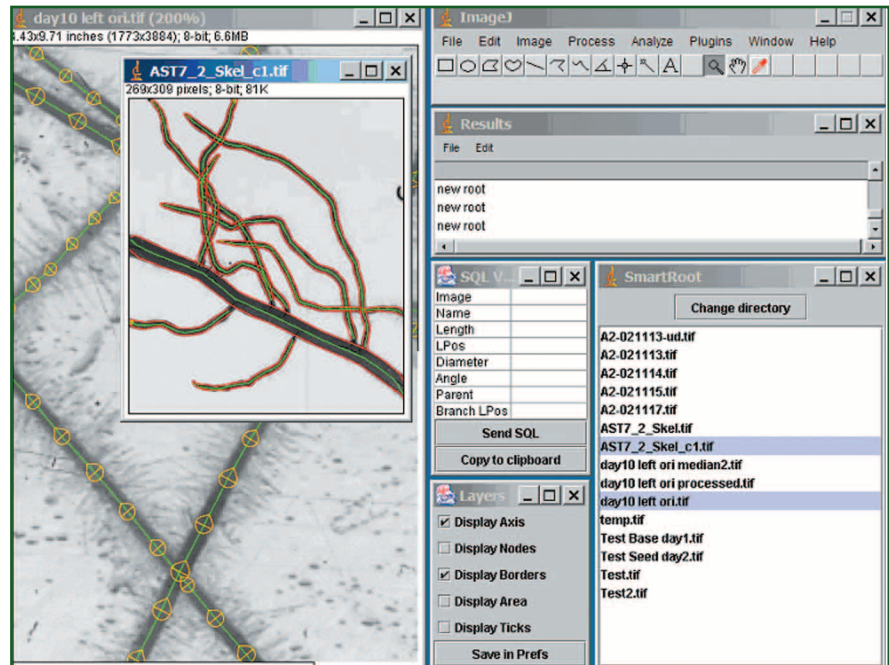 day10 left ori.tif (200%)
.43x9.71 inches (1773x3884); 8-bit; 6.6MB
AST7_2_Skel_c1.tif
269x309 pixels; 8-bit; 81K
ImageJ
File Edit Image Process Analyze Plugins Window Help
A
Results
File Edit
new root
new root
new root
SQL V...
Image
Name
Length
LPos
Diameter
Angle
Parent
Branch LPos
Send SQL
Copy to clipboard
Layers
Display Axis
Display Nodes
Display Borders
Display Area
Display Ticks
Save in Prefs
SmartRoot
Change directory
A2-021113-ud.tif
A2-021113.tif
A2-021114.tif
A2-021115.tif
A2-021117.tif
AST7_2_Skel.tif
AST7_2_Skel_c1.tif
day10 left ori median2.tif
day10 left ori processed.tif
day10 left ori.tif
temp.tif
Test Base day1.tif
Test Seed day2.tif
Test.tif
Test2.tif